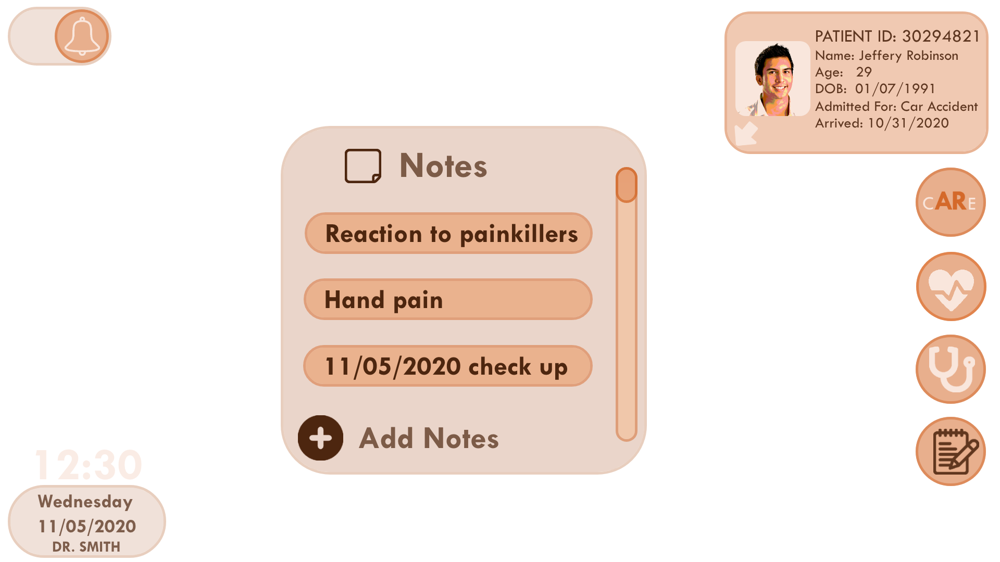 PATIENT ID: 30294821
Name: Jeffery Robinson
Age: 29
DOB: 01/07/1991
Admitted For: Car Accident
Arrived: 10/31/2020
CARE
Notes
Reaction to painkillers
Hand pain
11/05/2020 check up
Add Notes
12:30
Wednesday
11/05/2020
DR. SMITH